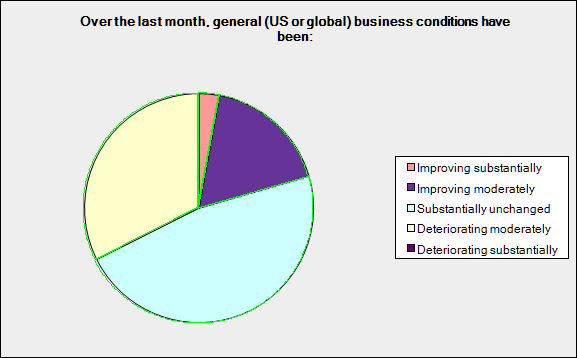 Over the last month, general (US or global) business conditions have
been:
Improving substantially
Improving moderately
Substantially unchanged
Deteriorating moderately
Deteriorating substantially